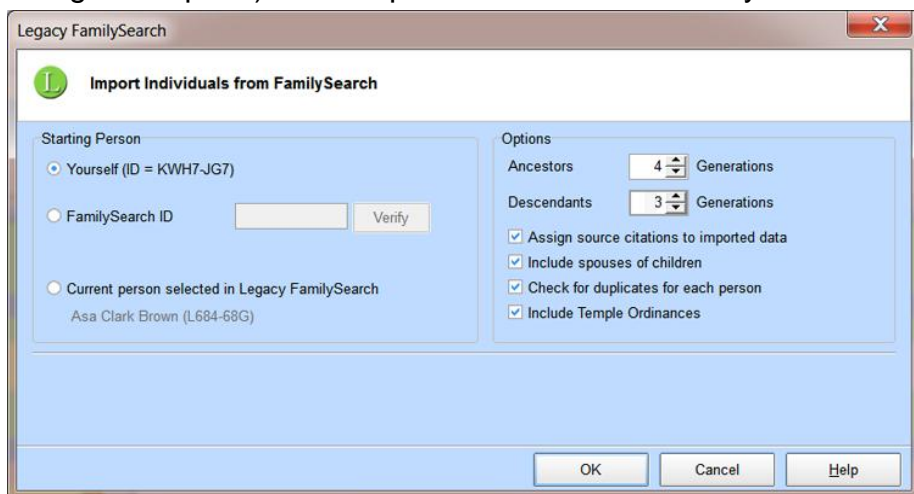 Legacy FamilySearch
X
L
Import Individuals from FamilySearch
Starting Person
Yourself (ID = KWH7-JG7)
FamilySearch ID
Verify
Current person selected in Legacy FamilySearch
Asa Clark Brown (L684-68G)
Options
Ancestors 4 Generations
Descendants 3 Generations
Assign source citations to imported data
Include spouses of children
Check for duplicates for each person
Include Temple Ordinances
OK Cancel Help